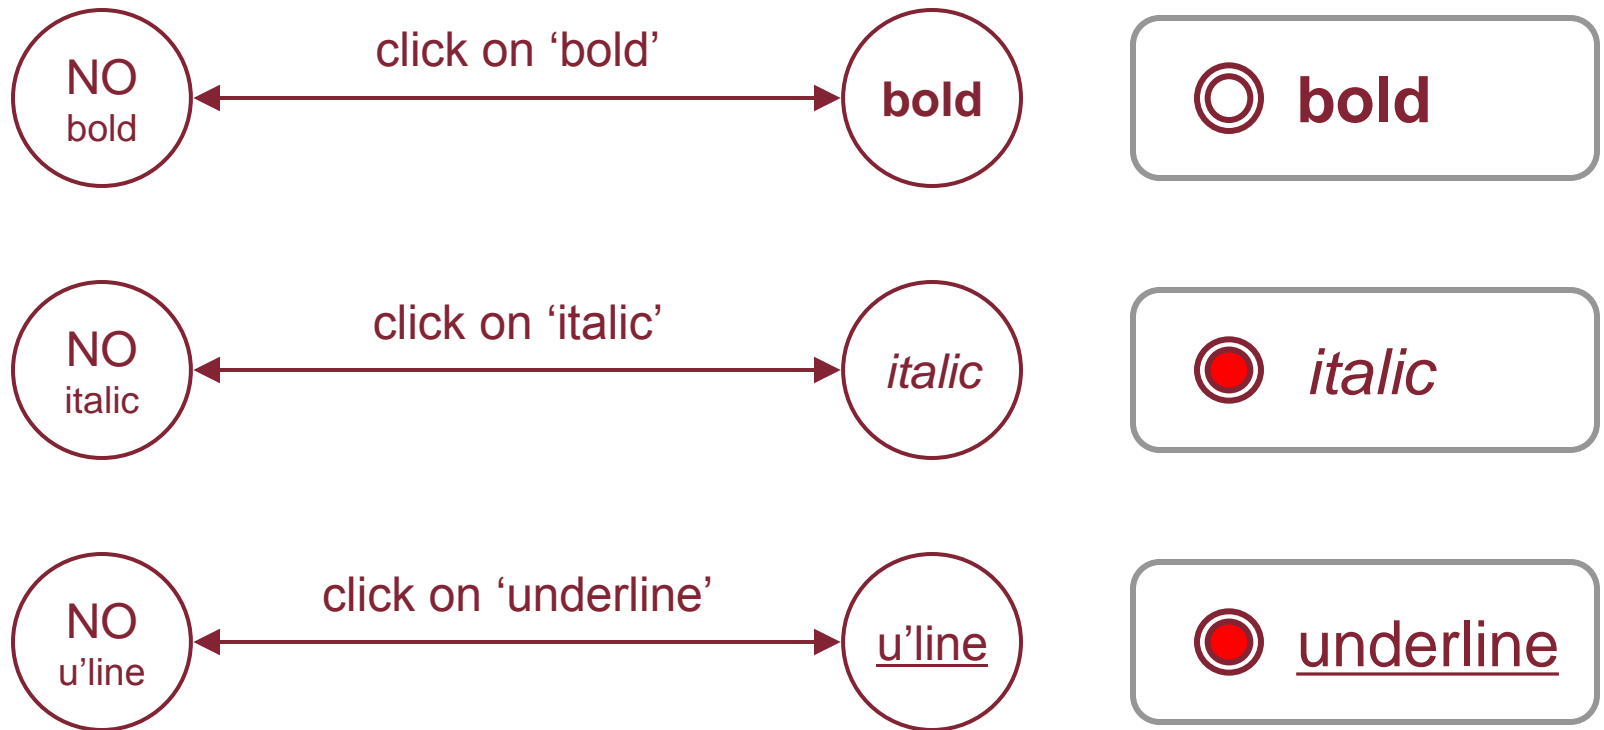 NO
bold
click on ‘bold’
bold
bold
NO
italic
click on ‘italic’
italic
italic
NO
u’line
click on ‘underline’
u’line
underline